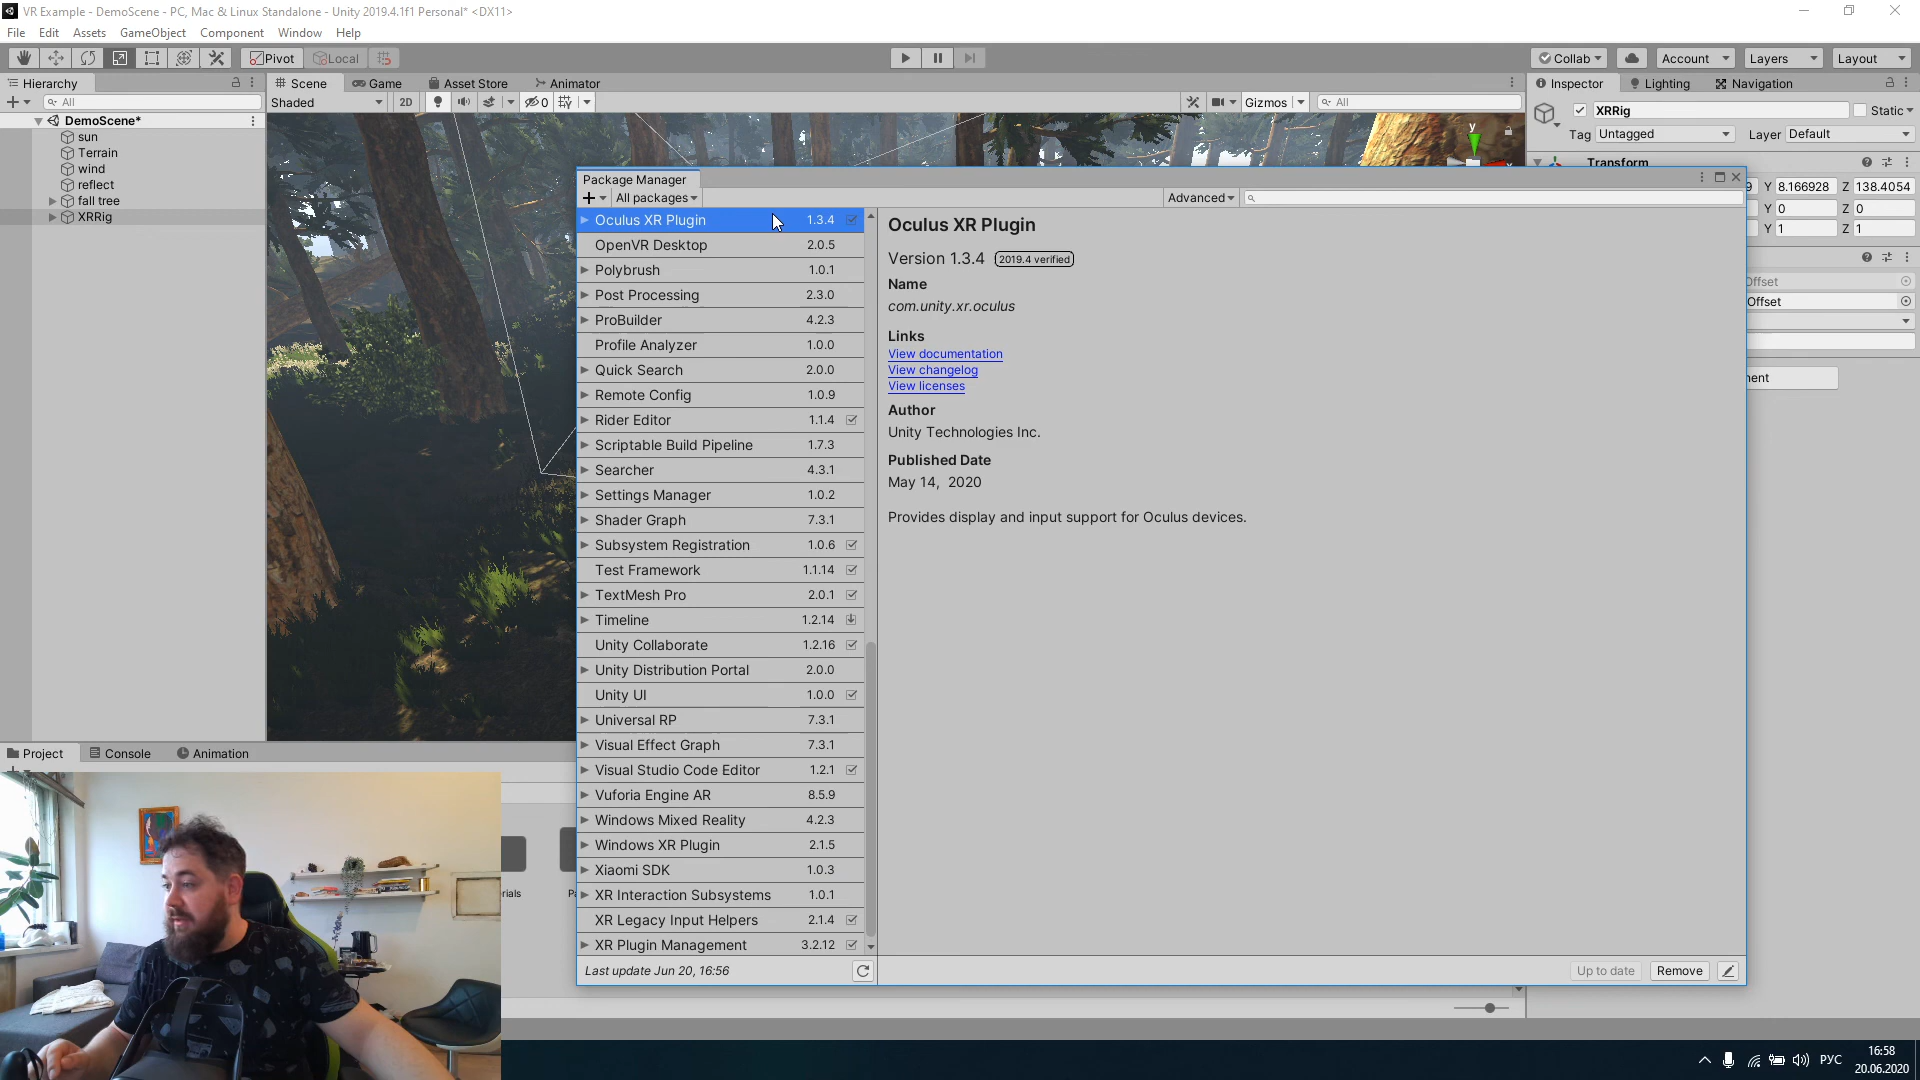 VR Example - DemoScene - PC, Mac & Linux Standalone - Unity 2019.4.1f1 Personal* <DX11>
File Edit Assets GameObject Component Window Help
Pivot Local Collab Account Layers Layout
Hierarchy Scene Game Asset Store Animator Inspector Lighting Navigation
All Shaded 2D 0 Gizmos All XRRig Static
DemoScene*
sun
Terrain
wind
reflect
fall tree
XRRig
Tag Untagged Layer Default
Transform
Y 8.166928 Z 138.4054
Y 0 Z 0
Y 1 Z 1
Offset
Offset
nent
Package Manager
All packages Advanced
Oculus XR Plugin 1.3.4
OpenVR Desktop 2.0.5
Polybrush 1.0.1
Post Processing 2.3.0
ProBuilder 4.2.3
Profile Analyzer 1.0.0
Quick Search 2.0.0
Remote Config 1.0.9
Rider Editor 1.1.4
Scriptable Build Pipeline 1.7.3
Searcher 4.3.1
Settings Manager 1.0.2
Shader Graph 7.3.1
Subsystem Registration 1.0.6
Test Framework 1.1.14
TextMesh Pro 2.0.1
Timeline 1.2.14
Unity Collaborate 1.2.16
Unity Distribution Portal 2.0.0
Unity UI 1.0.0
Universal RP 7.3.1
Visual Effect Graph 7.3.1
Visual Studio Code Editor 1.2.1
Vuforia Engine AR 8.5.9
Windows Mixed Reality 4.2.3
Windows XR Plugin 2.1.5
Xiaomi SDK 1.0.3
XR Interaction Subsystems 1.0.1
XR Legacy Input Helpers 2.1.4
XR Plugin Management 3.2.12
Last update Jun 20, 16:56
Oculus XR Plugin
Version 1.3.4 2019.4 verified
Name
com.unity.xr.oculus
Links
View documentation
View changelog
View licenses
Author
Unity Technologies Inc.
Published Date
May 14, 2020
Provides display and input support for Oculus devices.
Up to date Remove
Project Console Animation
rials
РУС
16:58
20.06.2020